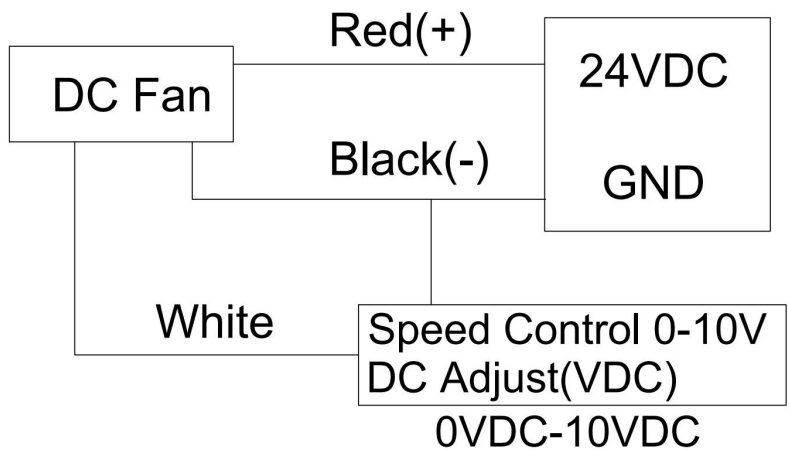 Red(+)
DC Fan
24VDC
Black(-)
GND
White
Speed Control 0-10V
DC Adjust(VDC)
0VDC-10VDC